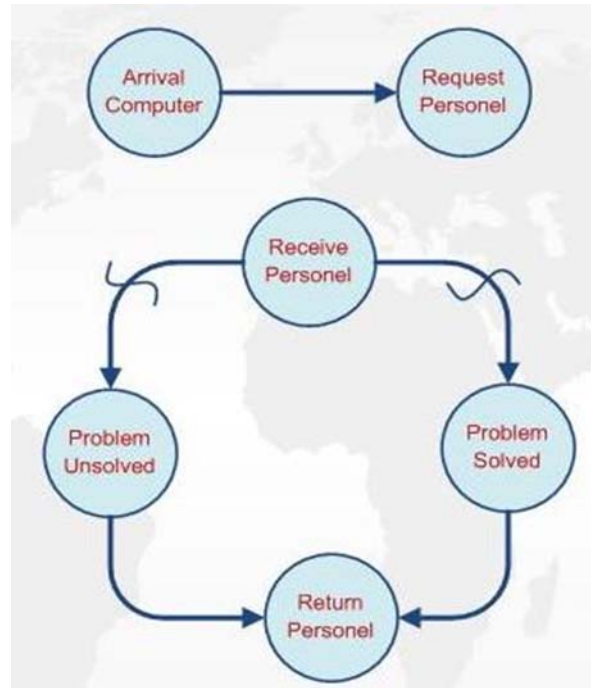 Arrival
Computer
Request
Personel
Receive
Personel
Problem
Unsolved
Problem
Solved
Return
Personel